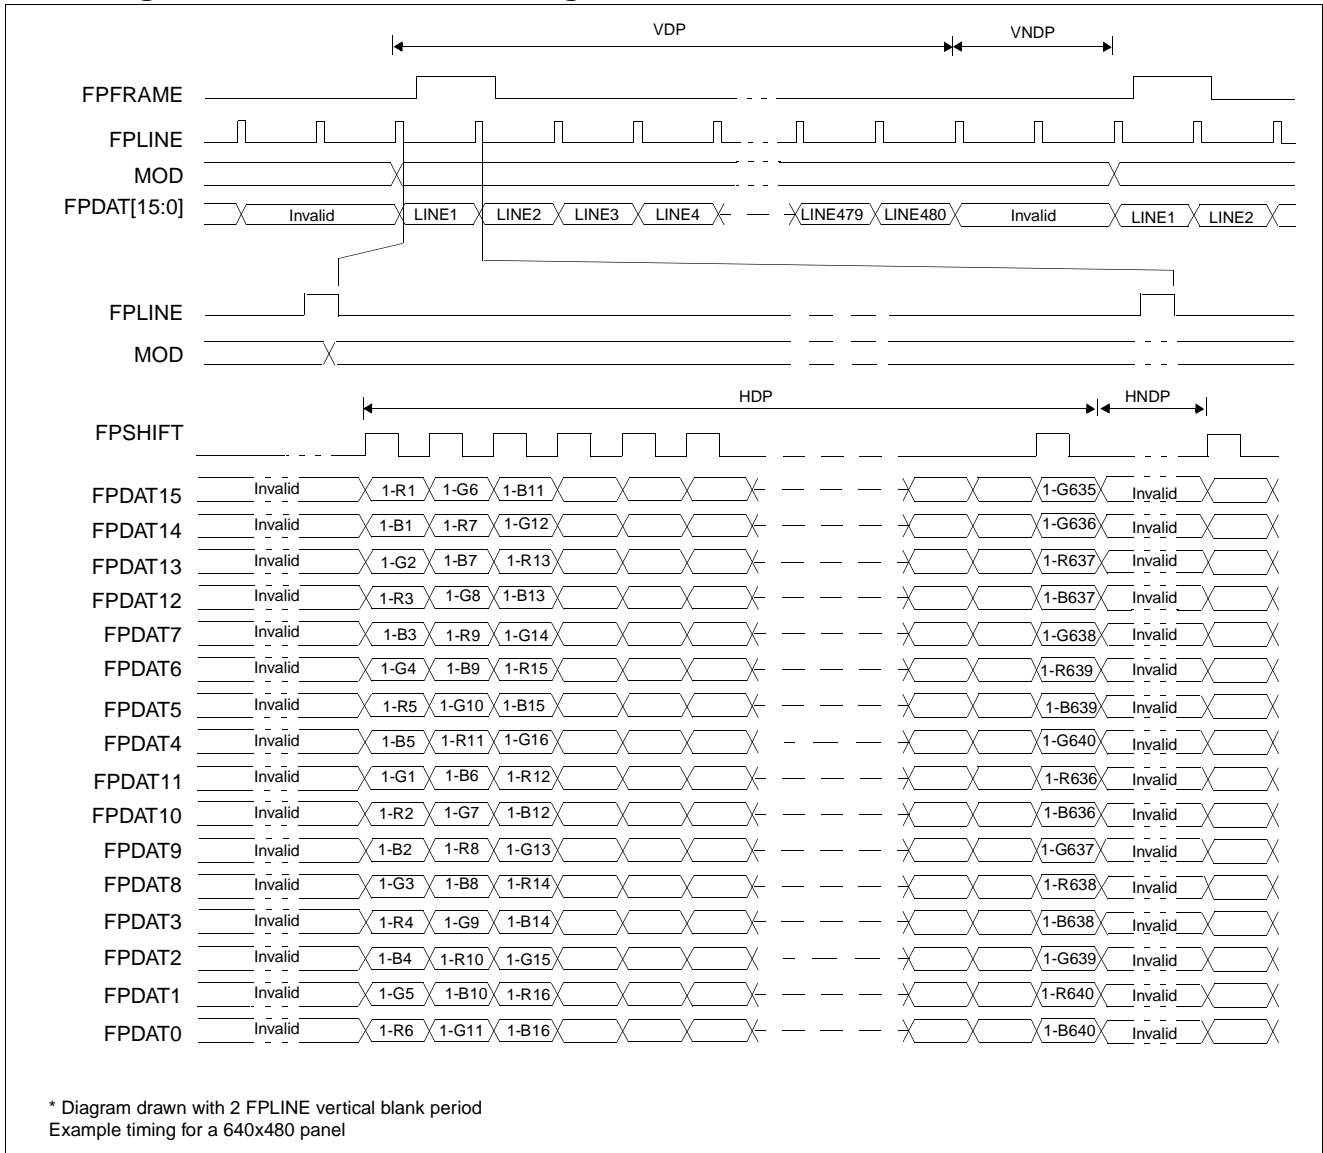 VDP VNDP
FPFRAME
FPLINE
MOD
FPDAT[15:0] Invalid LINE1 LINE2 LINE3 LINE4 LINE479 LINE480 Invalid LINE1 LINE2
FPLINE
MOD
HDP HNDP
FPSHIFT
FPDAT15 Invalid 1-R1 1-G6 1-B11 1-G635 Invalid
FPDAT14 Invalid 1-B1 1-R7 1-G12 1-G636 Invalid
FPDAT13 Invalid 1-G2 1-B7 1-R13 1-R637 Invalid
FPDAT12 Invalid 1-R3 1-G8 1-B13 1-B637 Invalid
FPDAT7 Invalid 1-B3 1-R9 1-G14 1-G638 Invalid
FPDAT6 Invalid 1-G4 1-B9 1-R15 1-R639 Invalid
FPDAT5 Invalid 1-R5 1-G10 1-B15 1-B639 Invalid
FPDAT4 Invalid 1-B5 1-R11 1-G16 1-G640 Invalid
FPDAT11 Invalid 1-G1 1-B6 1-R12 1-R636 Invalid
FPDAT10 Invalid 1-R2 1-G7 1-B12 1-B636 Invalid
FPDAT9 Invalid 1-B2 1-R8 1-G13 1-G637 Invalid
FPDAT8 Invalid 1-G3 1-B8 1-R14 1-R638 Invalid
FPDAT3 Invalid 1-R4 1-G9 1-B14 1-B638 Invalid
FPDAT2 Invalid 1-B4 1-R10 1-G15 1-G639 Invalid
FPDAT1 Invalid 1-G5 1-B10 1-R16 1-R640 Invalid
FPDAT0 Invalid 1-R6 1-G11 1-B16 1-B640 Invalid
* Diagram drawn with 2 FPLINE vertical blank period
Example timing for a 640x480 panel